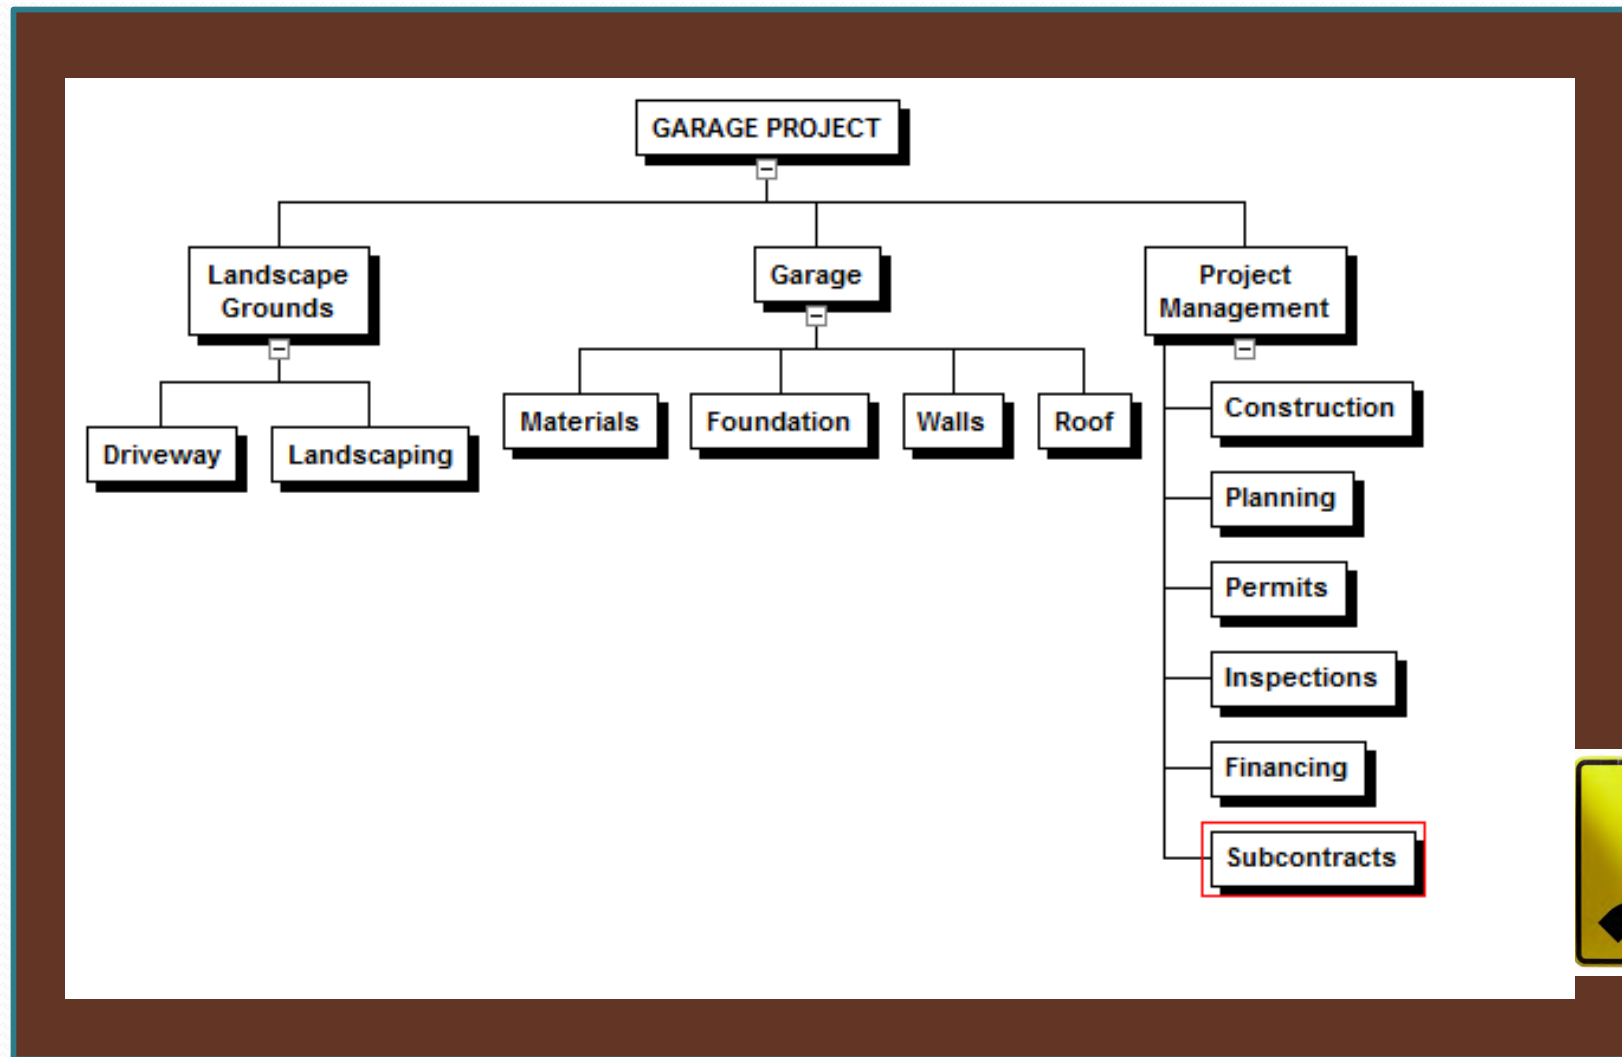 GARAGE PROJECT
Landscape
Grounds
Garage
Project
Management
Driveway
Landscaping
Materials
Foundation
Walls
Roof
Construction
Planning
Permits
Inspections
Financing
Subcontracts